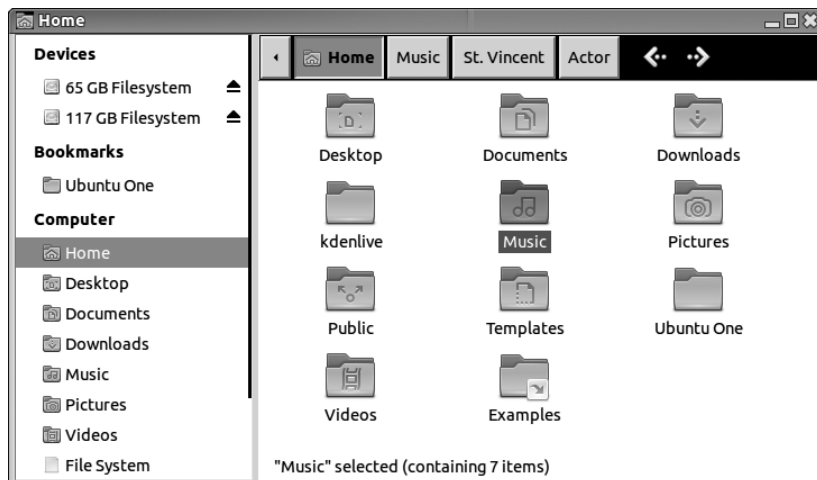 Home
Devices
65 GB Filesystem
117 GB Filesystem
Bookmarks
Ubuntu One
Computer
Home
Desktop
Documents
Downloads
Music
Pictures
Videos
File System
Home Music St. Vincent Actor
Desktop Documents Downloads
kdenlive Music Pictures
Public Templates Ubuntu One
Videos Examples
"Music" selected (containing 7 items)